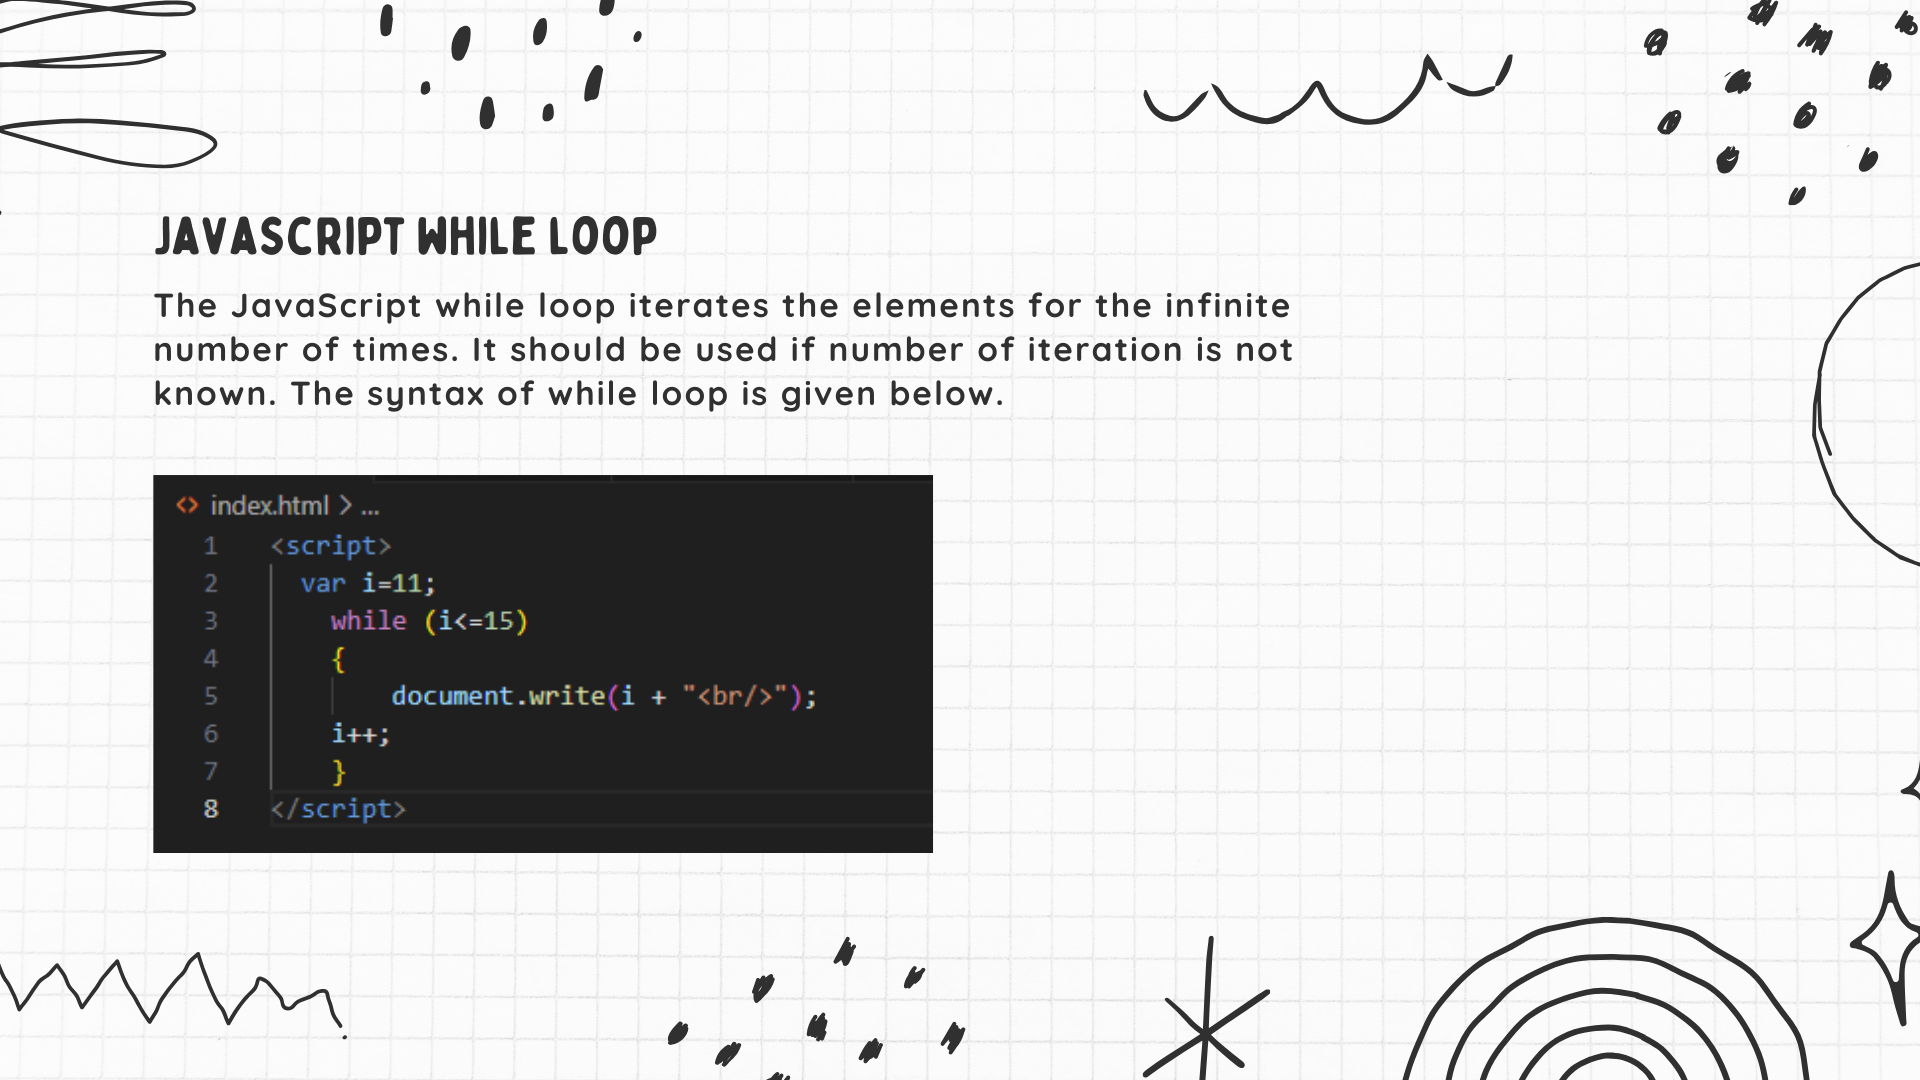 JAVASCRIPT WHILE LOOP
The JavaScript while loop iterates the elements for the infinite
number of times. It should be used if number of iteration is not
known. The syntax of while loop is given below.
<> index.html > ...
1 <script>
2 var i=11;
3 while (i<=15)
4 {
5 document.write(i + "<br/>");
6 i++;
7 }
8 </script>